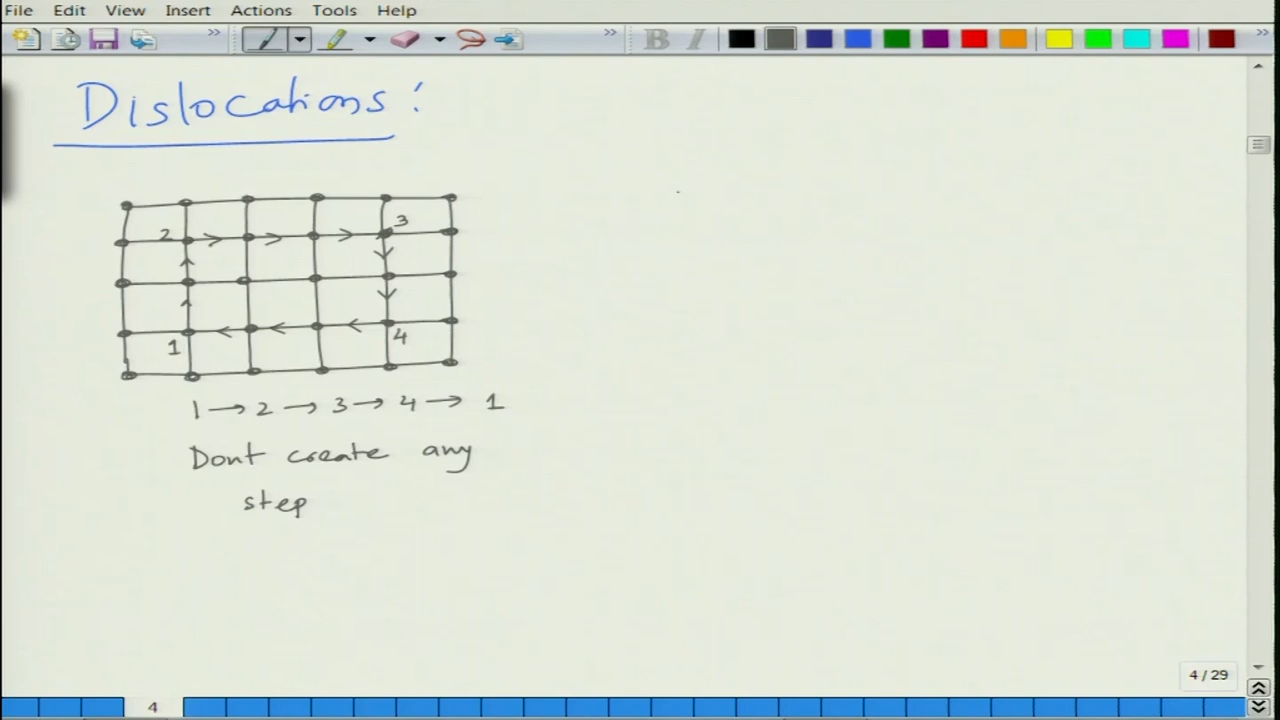 File Edit View Insert Actions Tools Help
B I
Dislocations:
2 3
1 4
1 → 2 → 3 → 4 → 1
Dont create any
step
4 / 29
4